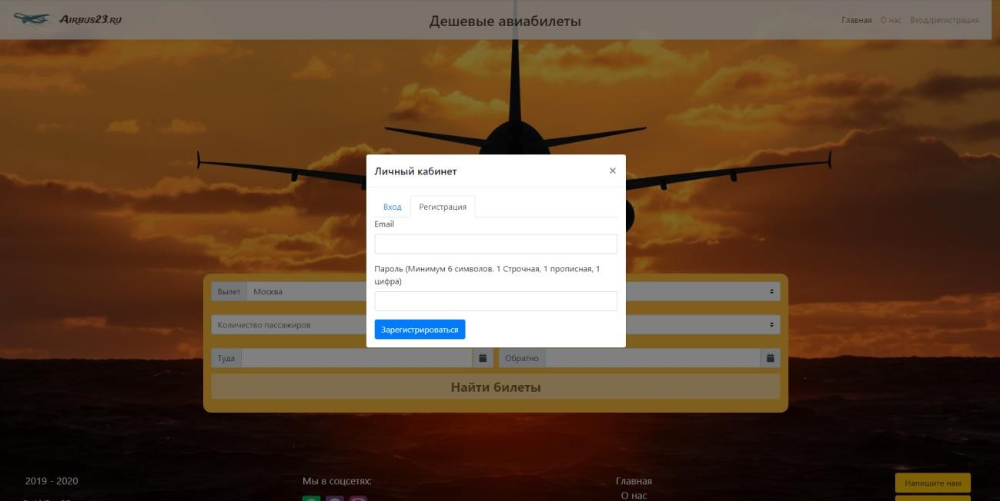 Airbus23.ru
Дешевые авиабилеты
Главная О нас Вход/регистрация
Личный кабинет ×
Вход Регистрация
Email
Пароль (Минимум 6 символов. 1 Строчная, 1 прописная, 1
цифра)
Зарегистрироваться
Вылет Москва
Количество пассажиров
Туда Обратно
Найти билеты
2019 - 2020 Мы в соцсетях: Главная Напишите нам
О нас